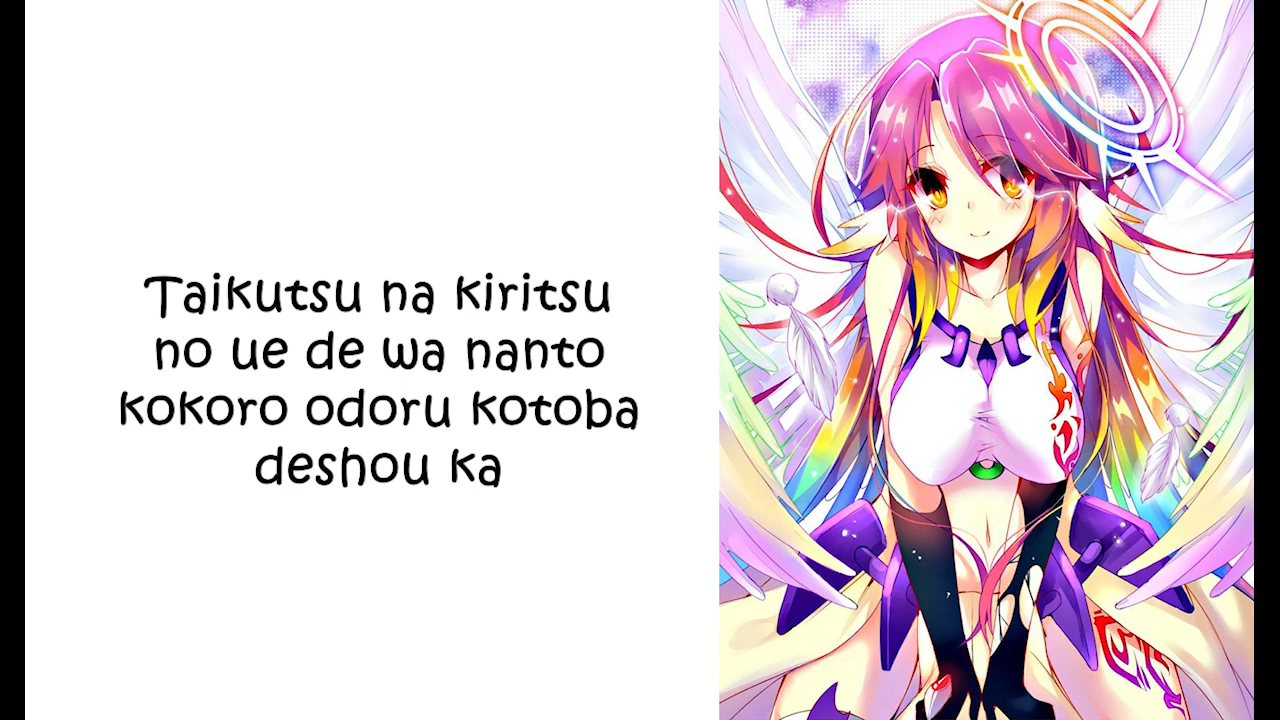 Taikutsu na kiritsu
no ue de wa nanto
kokoro odoru kotoba
deshou ka